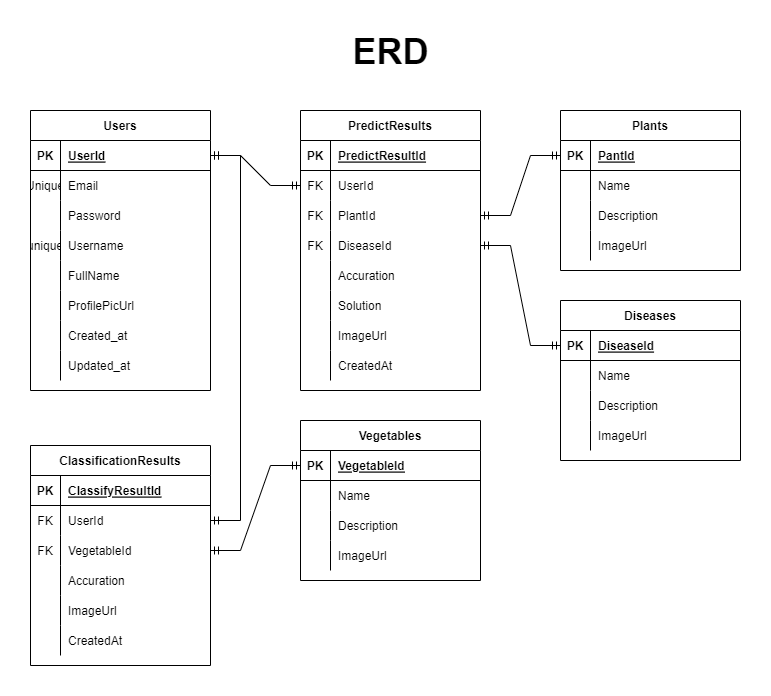 ERD
Users
PK UserId
Unique Email
Password
unique Username
FullName
ProfilePicUrl
Created_at
Updated_at
PredictResults
PK PredictResultId
FK UserId
FK PlantId
FK DiseaseId
Accuration
Solution
ImageUrl
CreatedAt
Plants
PK PantId
Name
Description
ImageUrl
Diseases
PK DiseaseId
Name
Description
ImageUrl
ClassificationResults
PK ClassifyResultId
FK UserId
FK VegetableId
Accuration
ImageUrl
CreatedAt
Vegetables
PK VegetableId
Name
Description
ImageUrl